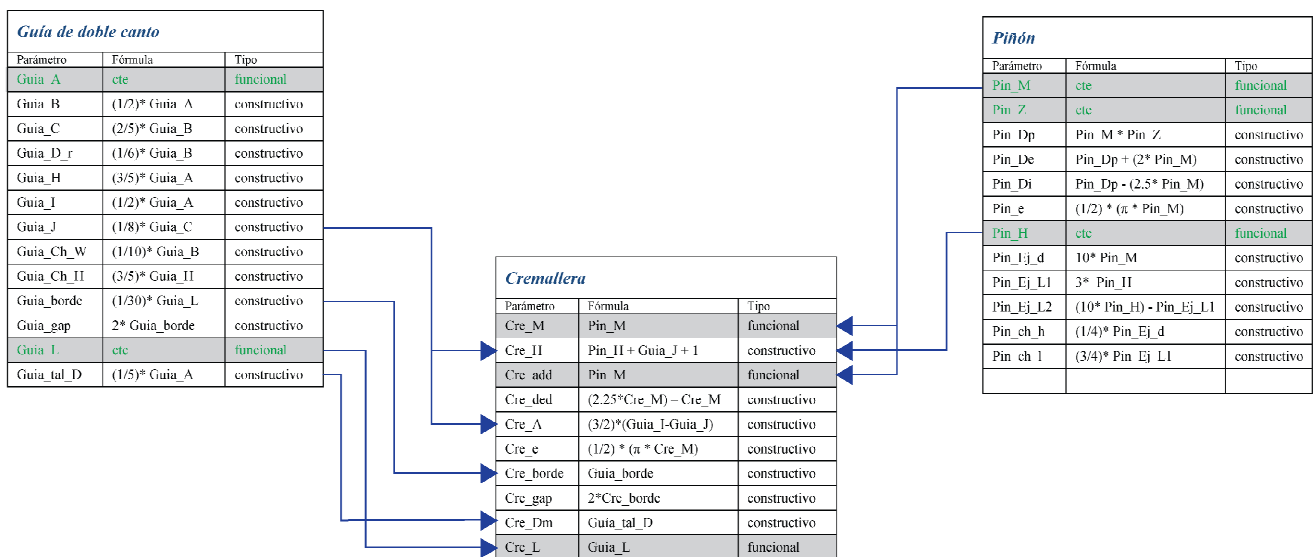 Guía de doble canto
Parámetro Fórmula Tipo
Guia_A cte funcional
Guia_B (1/2)* Guia_A constructivo
Guia_C (2/5)* Guia_B constructivo
Guia_D_r (1/6)* Guia_B constructivo
Guia_H (3/5)* Guia_A constructivo
Guia_I (1/2)* Guia_A constructivo
Guia_J (1/8)* Guia_C constructivo
Guia_Ch_W (1/10)* Guia_B constructivo
Guia_Ch_H (3/5)* Guia_H constructivo
Guia_borde (1/30)* Guia_L constructivo
Guia_gap 2* Guia_borde constructivo
Guia_L cte funcional
Guia_tal_D (1/5)* Guia_A constructivo
Cremallera
Parámetro Fórmula Tipo
Cre_M Pin_M funcional
Cre_H Pin_H + Guia_J + 1 constructivo
Cre_add Pin_M funcional
Cre_ded (2.25*Cre_M) – Cre_M constructivo
Cre_A (3/2)*(Guia_I-Guia_J) constructivo
Cre_e (1/2) * (π * Cre_M) constructivo
Cre_borde Guia_borde constructivo
Cre_gap 2*Cre_borde constructivo
Cre_Dm Guia_tal_D constructivo
Cre_L Guia_L funcional
Piñón
Parámetro Fórmula Tipo
Pin_M cte funcional
Pin_Z cte funcional
Pin_Dp Pin_M * Pin_Z constructivo
Pin_De Pin_Dp + (2* Pin_M) constructivo
Pin_Di Pin_Dp - (2.5* Pin_M) constructivo
Pin_e (1/2) * (π * Pin_M) constructivo
Pin_H cte funcional
Pin_Ej_d 10* Pin_M constructivo
Pin_Ej_L1 3* Pin_H constructivo
Pin_Ej_L2 (10* Pin_H) - Pin_Ej_L1 constructivo
Pin_ch_h (1/4)* Pin_Ej_d constructivo
Pin_ch_l (3/4)* Pin_Ej_L1 constructivo